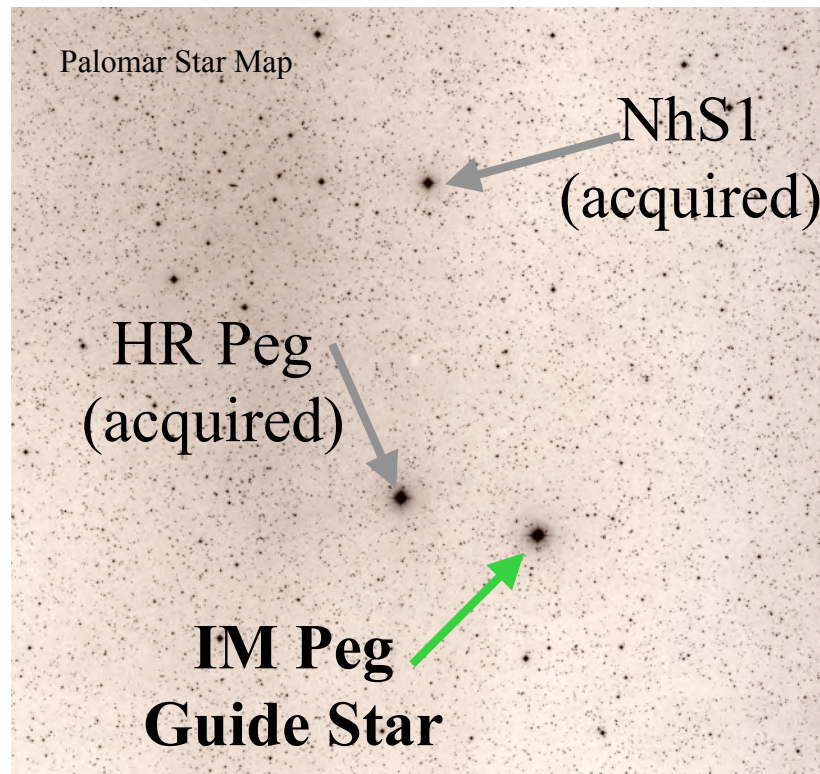 Palomar Star Map
NhS1
(acquired)
HR Peg
(acquired)
IM Peg
Guide Star